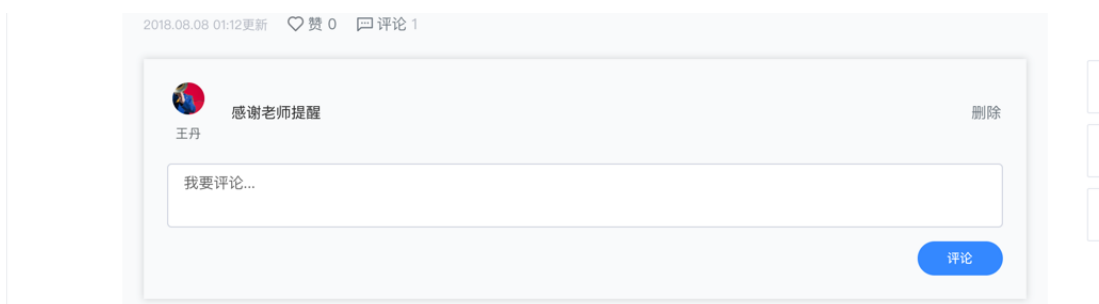 2018.08.08 01:12更新 赞 0 评论 1
感谢老师提醒 删除
王丹
我要评论...
评论